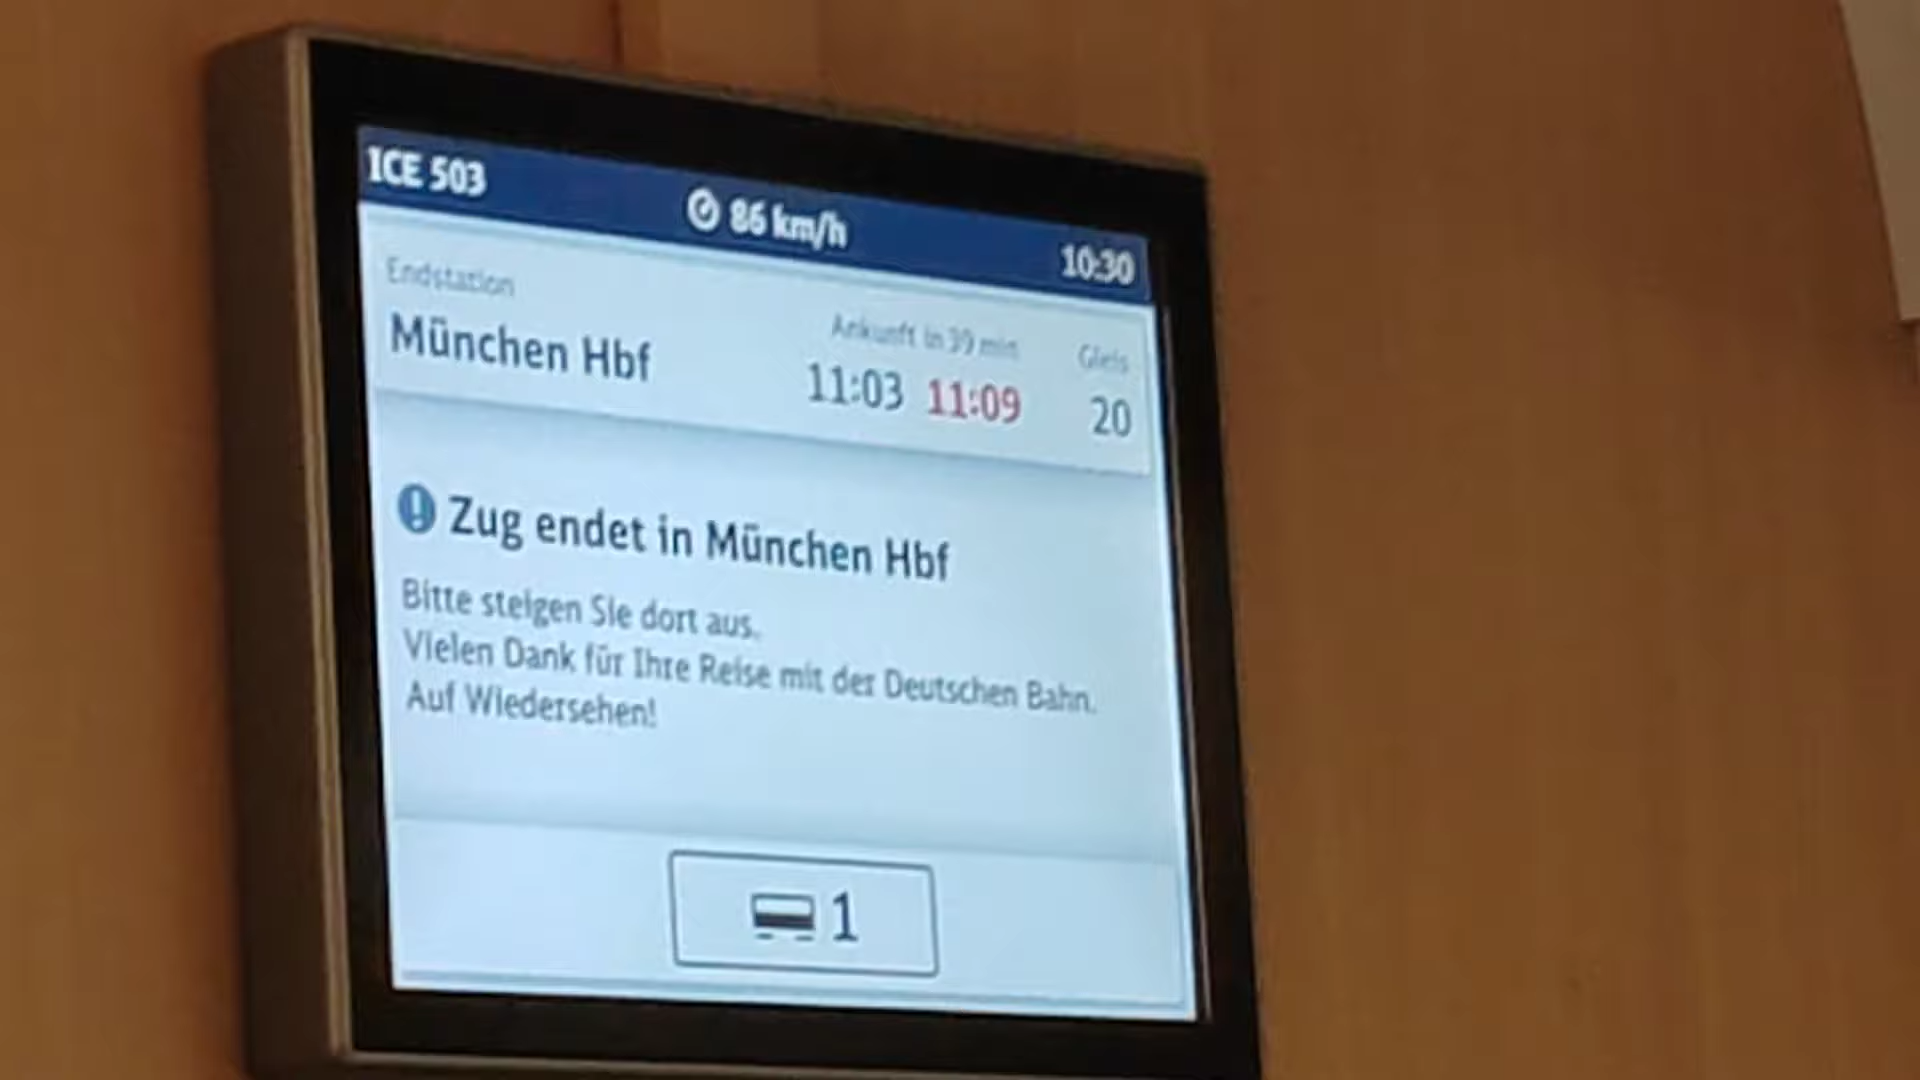 ICE 503
86 km/h
10:30
Endstation
Ankunft in 39 min
Gleis
München Hbf
11:03 11:09
20
Zug endet in München Hbf
Bitte steigen Sie dort aus.
Vielen Dank für Ihre Reise mit der Deutschen Bahn.
Auf Wiedersehen!
1